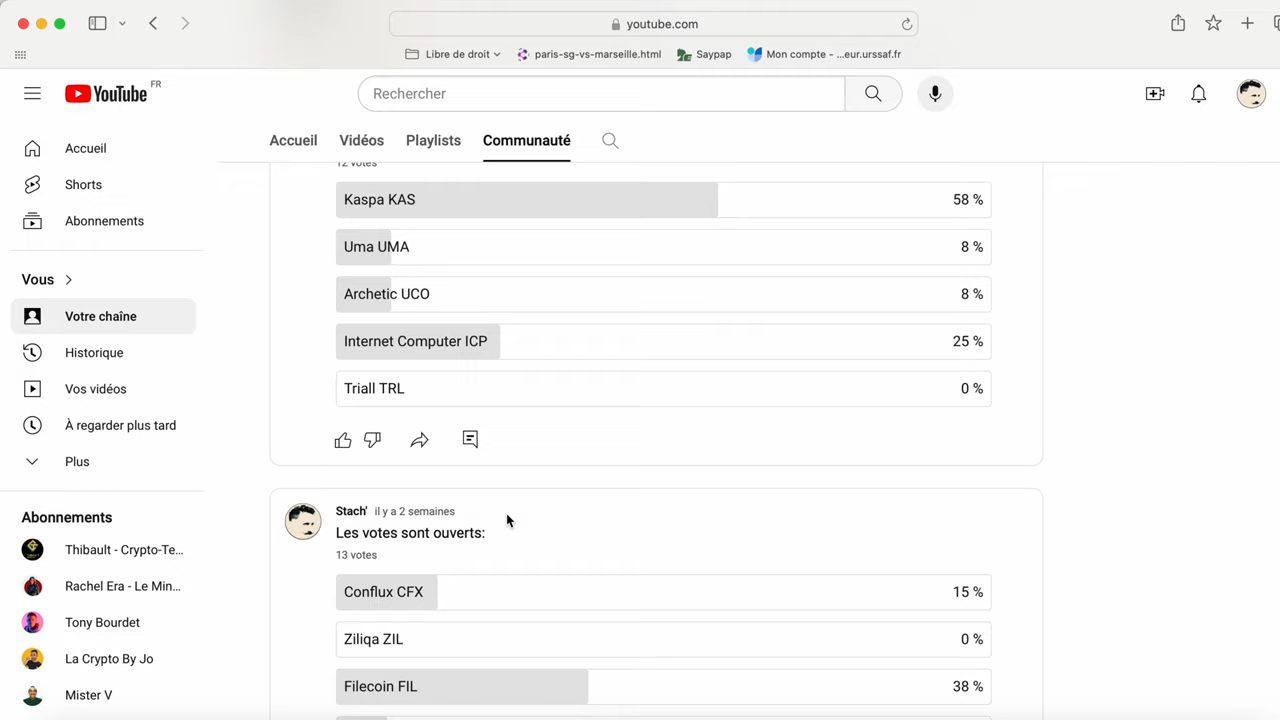 youtube.com
Libre de droit
paris-sg-vs-marseille.html
Saypap
Mon compte - ...eur.urssaf.fr
YouTube FR
Rechercher
Accueil
Vidéos
Playlists
Communauté
Accueil
Shorts
Abonnements
Vous
Votre chaîne
Historique
Vos vidéos
À regarder plus tard
Plus
Abonnements
Thibault - Crypto-Te...
Rachel Era - Le Min...
Tony Bourdet
La Crypto By Jo
Mister V
12 votes
Kaspa KAS 58 %
Uma UMA 8 %
Archetic UCO 8 %
Internet Computer ICP 25 %
Triall TRL 0 %
Stach' il y a 2 semaines
Les votes sont ouverts:
13 votes
Conflux CFX 15 %
Ziliqa ZIL 0 %
Filecoin FIL 38 %